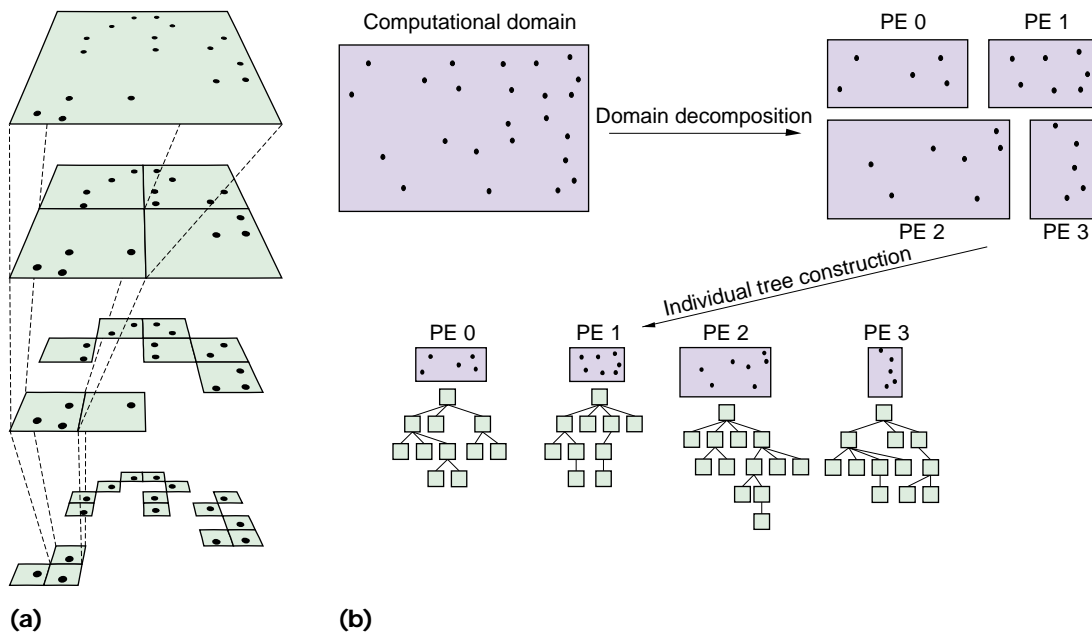 Computational domain
PE 0
PE 1
Domain decomposition
PE 2
PE 3
Individual tree construction
PE 0
PE 1
PE 2
PE 3
(a)
(b)